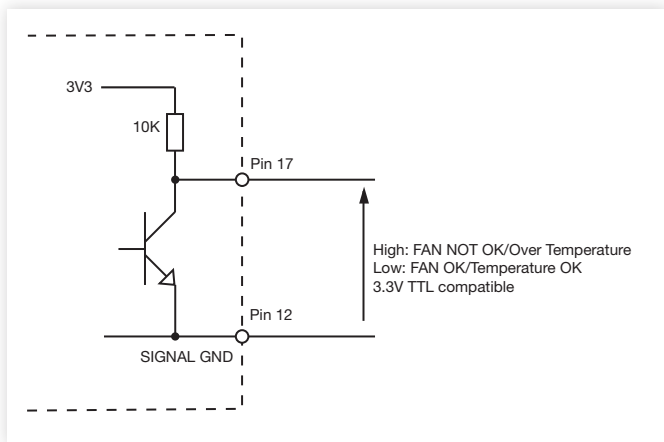 3V3
10K
Pin 17
High: FAN NOT OK/Over Temperature
Low: FAN OK/Temperature OK
3.3V TTL compatible
Pin 12
SIGNAL GND